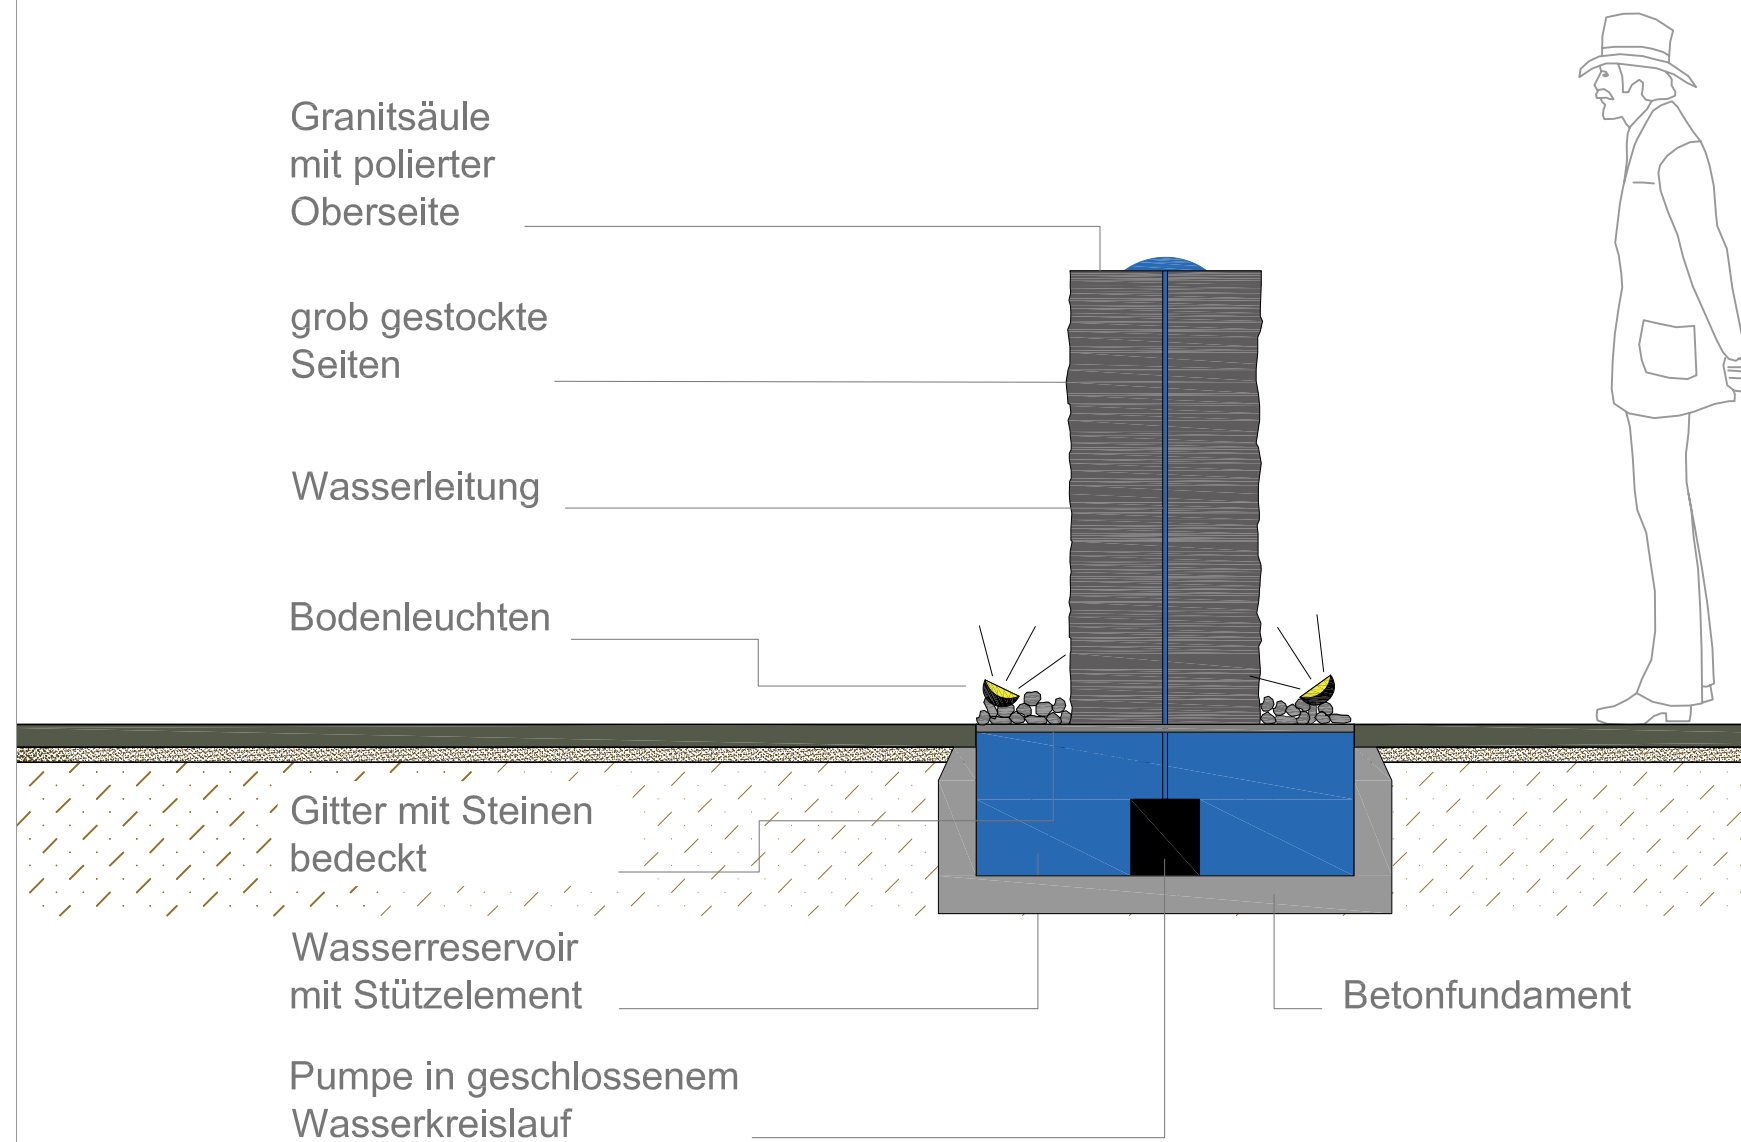 Granitsäule
mit polierter
Oberseite
grob gestockte
Seiten
Wasserleitung
Bodenleuchten
Gitter mit Steinen
bedeckt
Wasserreservoir
mit Stützelement
Betonfundament
Pumpe in geschlossenem
Wasserkreislauf